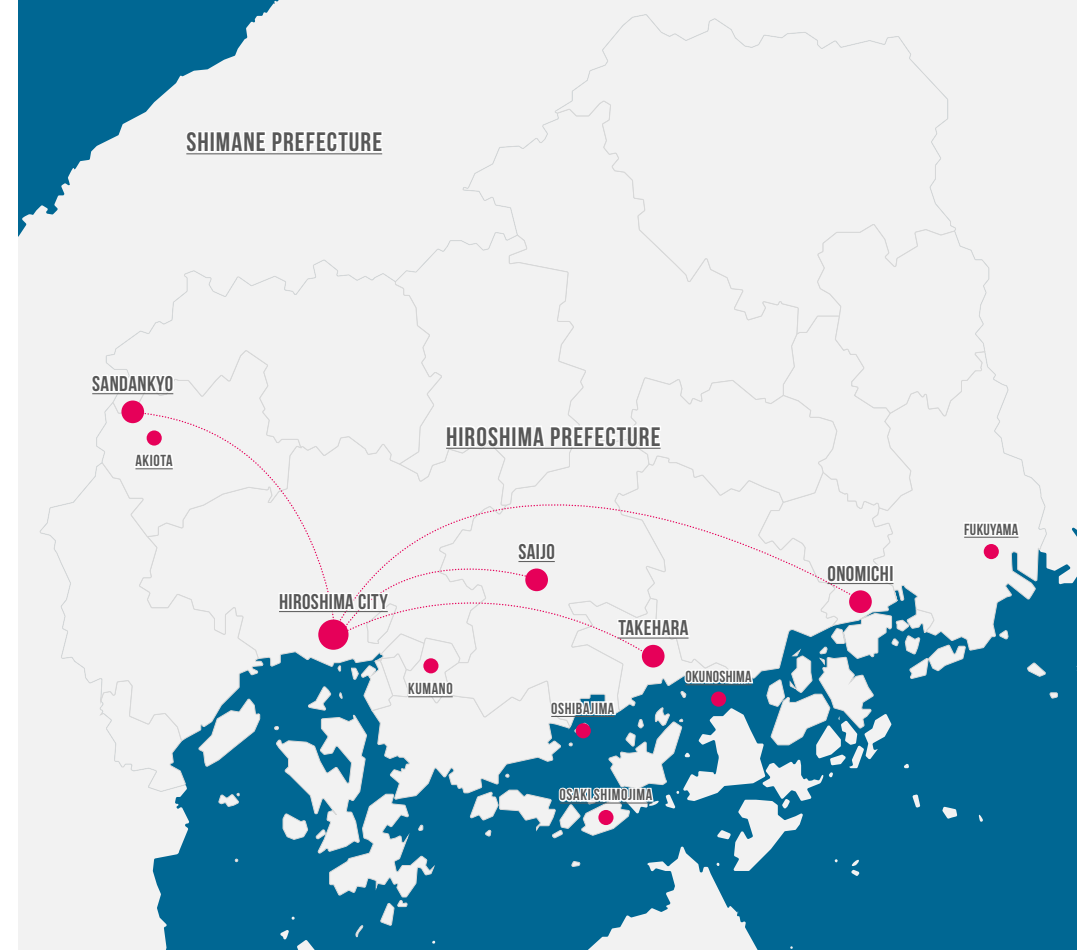 SHIMANE PREFECTURE
SANDANKYO
AKIOTA
HIROSHIMA PREFECTURE
FUKUYAMA
SAIJO
ONOMICHI
HIROSHIMA CITY
TAKEHARA
OKUNOSHIMA
KUMANO
OSHIBAJIMA
OSAKI SHIMOJIMA